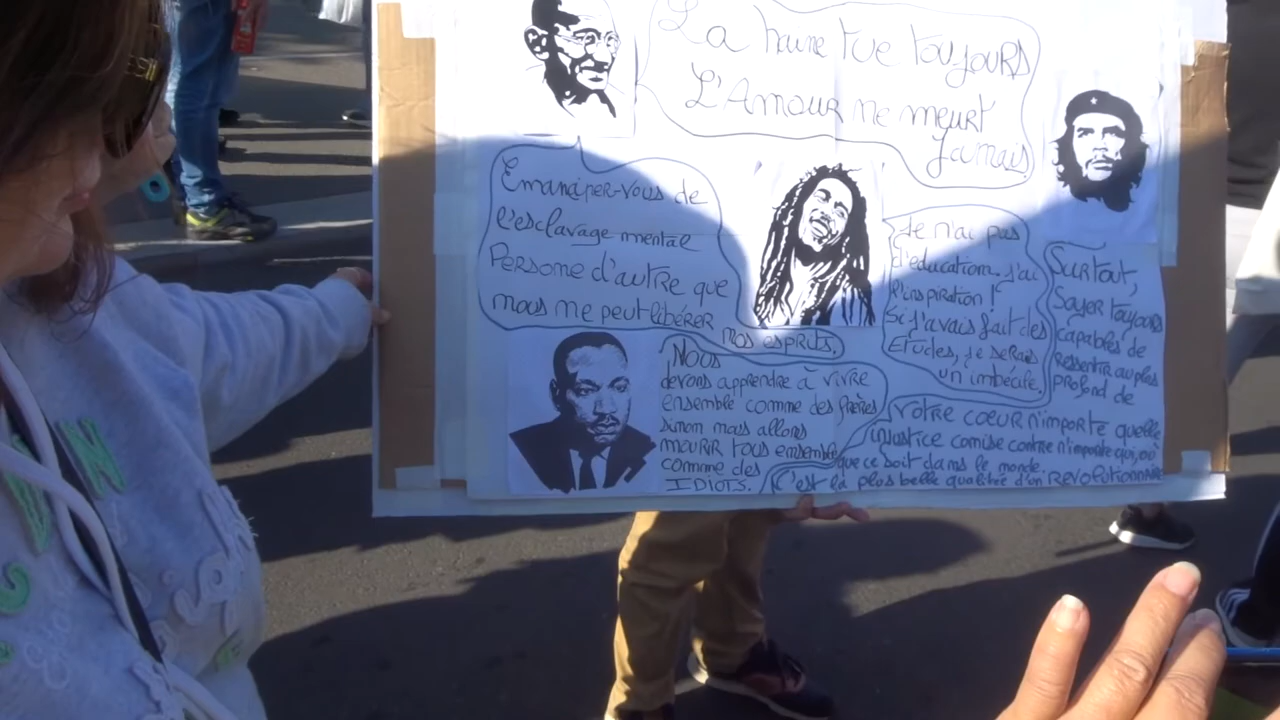 La haine tue toujours
L'Amour ne meurt
Jamais
Emanciper-vous de
l'esclavage mental
Persone d'autre que
nous ne peut libérer
nos esprits.
Je n'ai pas
d'éducation. j'ai
l'inspiration !
Si j'avais fait des
Etudes, je serais
un imbécile.
Surtout,
Soyer toujours
capables de
ressentir au plus
profond de
votre cœur n'importe quelle
injustice comise contre n'importe qui, où
que ce soit dans le monde.
C'est la plus belle qualitée d'un REVOLUTIONNAIRE
Nous
devons apprendre à vivre
ensemble comme des frères
sinon nous allons
mourir tous ensemble
comme des
IDIOTS.